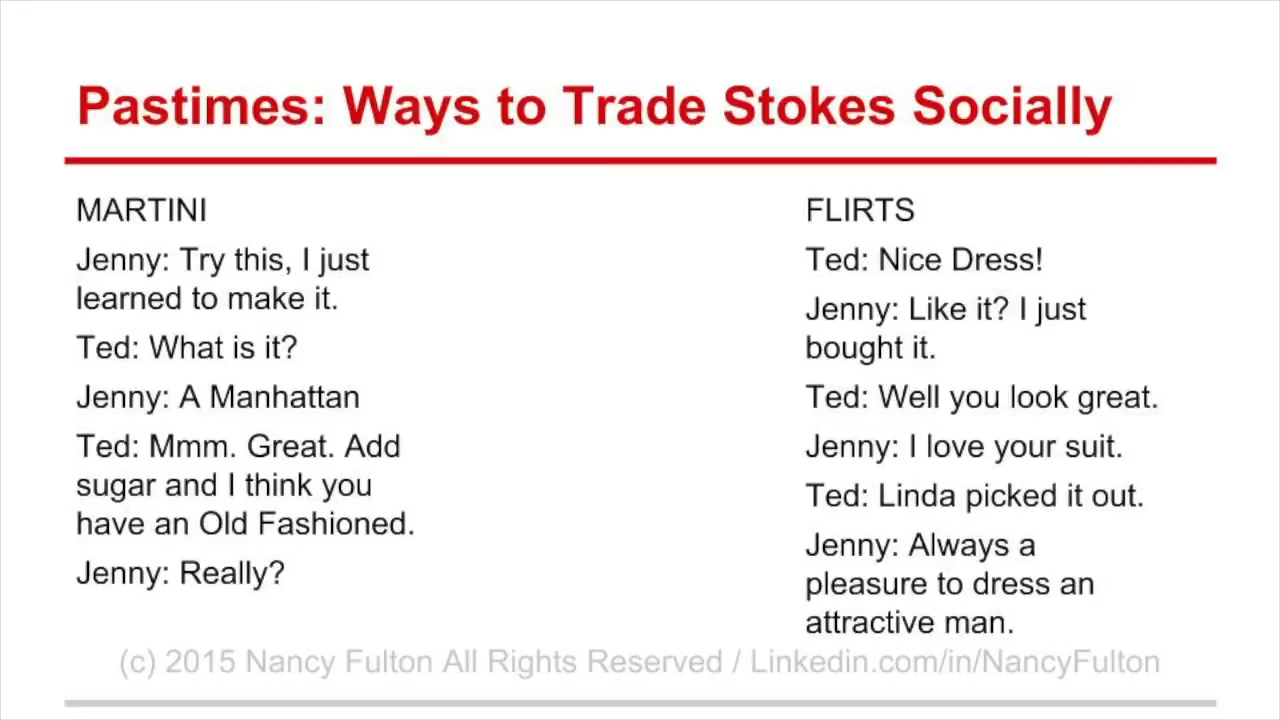 Pastimes: Ways to Trade Stokes Socially
MARTINI
Jenny: Try this, I just
learned to make it.
Ted: What is it?
Jenny: A Manhattan
Ted: Mmm. Great. Add
sugar and I think you
have an Old Fashioned.
Jenny: Really?
FLIRTS
Ted: Nice Dress!
Jenny: Like it? I just
bought it.
Ted: Well you look great.
Jenny: I love your suit.
Ted: Linda picked it out.
Jenny: Always a
pleasure to dress an
attractive man.
(c) 2015 Nancy Fulton All Rights Reserved / Linkedin.com/in/NancyFulton